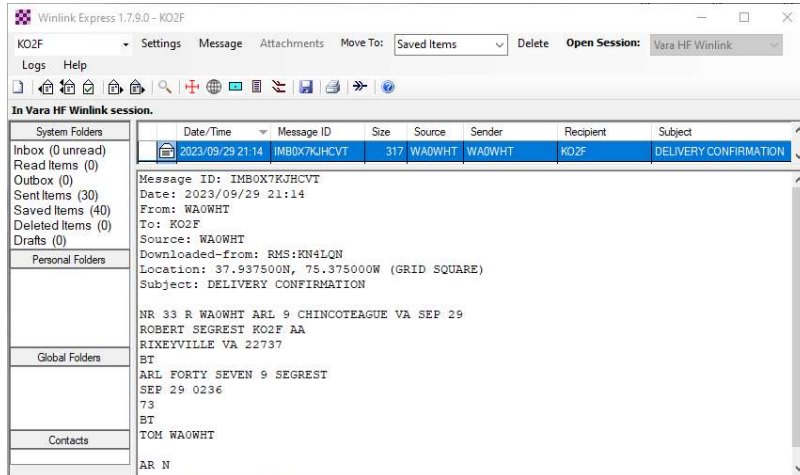 Winlink Express 1.7.9.0 - KO2F
KO2F Settings Message Attachments Move To: Saved Items Delete Open Session: Vara HF Winlink
Logs Help
In Vara HF Winlink session.
System Folders
Inbox (0 unread)
Read Items (0)
Outbox (0)
Sent Items (30)
Saved Items (40)
Deleted Items (0)
Drafts (0)
Personal Folders
Global Folders
Contacts
Date/Time Message ID Size Source Sender Recipient Subject
2023/09/29 21:14 IMB0X7KJHCVT 317 WA0WHT WA0WHT KO2F DELIVERY CONFIRMATION
Message ID: IMB0X7KJHCVT
Date: 2023/09/29 21:14
From: WA0WHT
To: KO2F
Source: WA0WHT
Downloaded-from: RMS:KN4LQN
Location: 37.937500N, 75.375000W (GRID SQUARE)
Subject: DELIVERY CONFIRMATION
NR 33 R WA0WHT ARL 9 CHINCOTEAGUE VA SEP 29
ROBERT SEGREST KO2F AA
RIXEYVILLE VA 22737
BT
ARL FORTY SEVEN 9 SEGREST
SEP 29 0236
73
BT
TOM WA0WHT
AR N